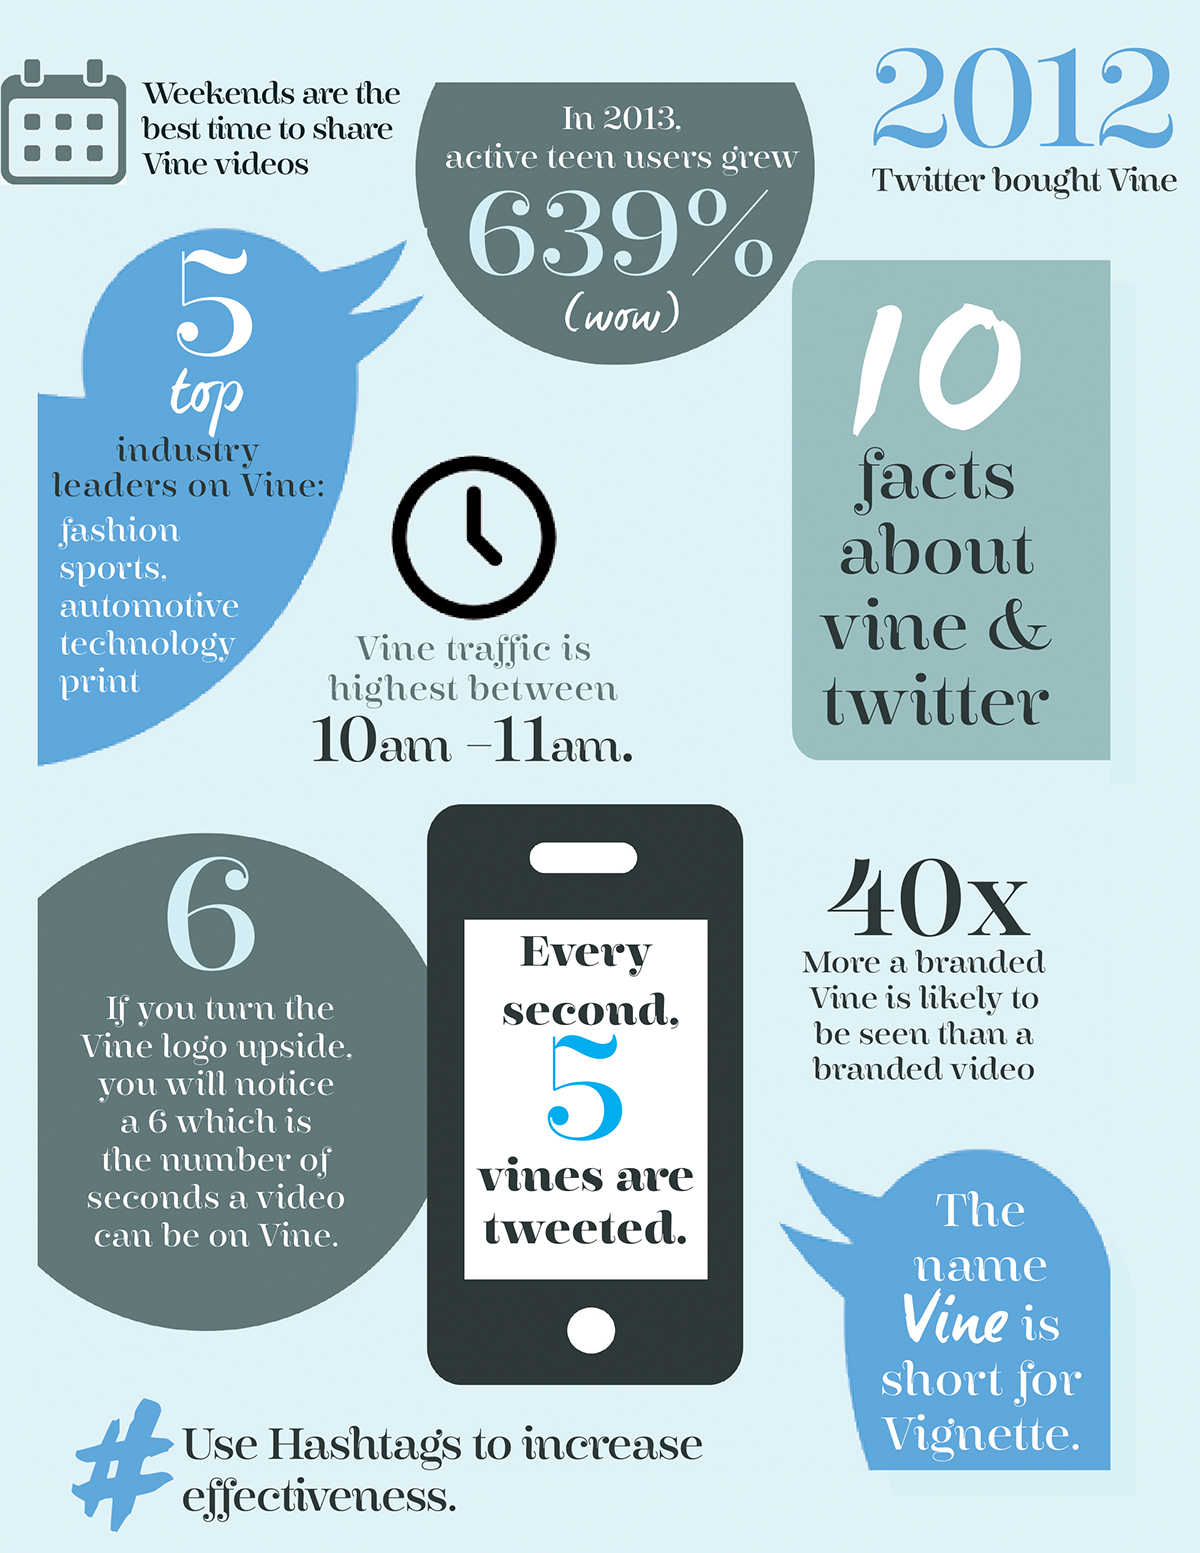 Weekends are the
best time to share
Vine videos
In 2013,
active teen users grew
639%
(wow)
2012
Twitter bought Vine
5
top
industry
leaders on Vine:
fashion
sports,
automotive
technology
print
10
facts
about
vine &
twitter
Vine traffic is
highest between
10am –11am.
6
If you turn the
Vine logo upside,
you will notice
a 6 which is
the number of
seconds a video
can be on Vine.
Every
second,
5
vines are
tweeted.
40x
More a branded
Vine is likely to
be seen than a
branded video
The
name
Vine is
short for
Vignette.
# Use Hashtags to increase
effectiveness.